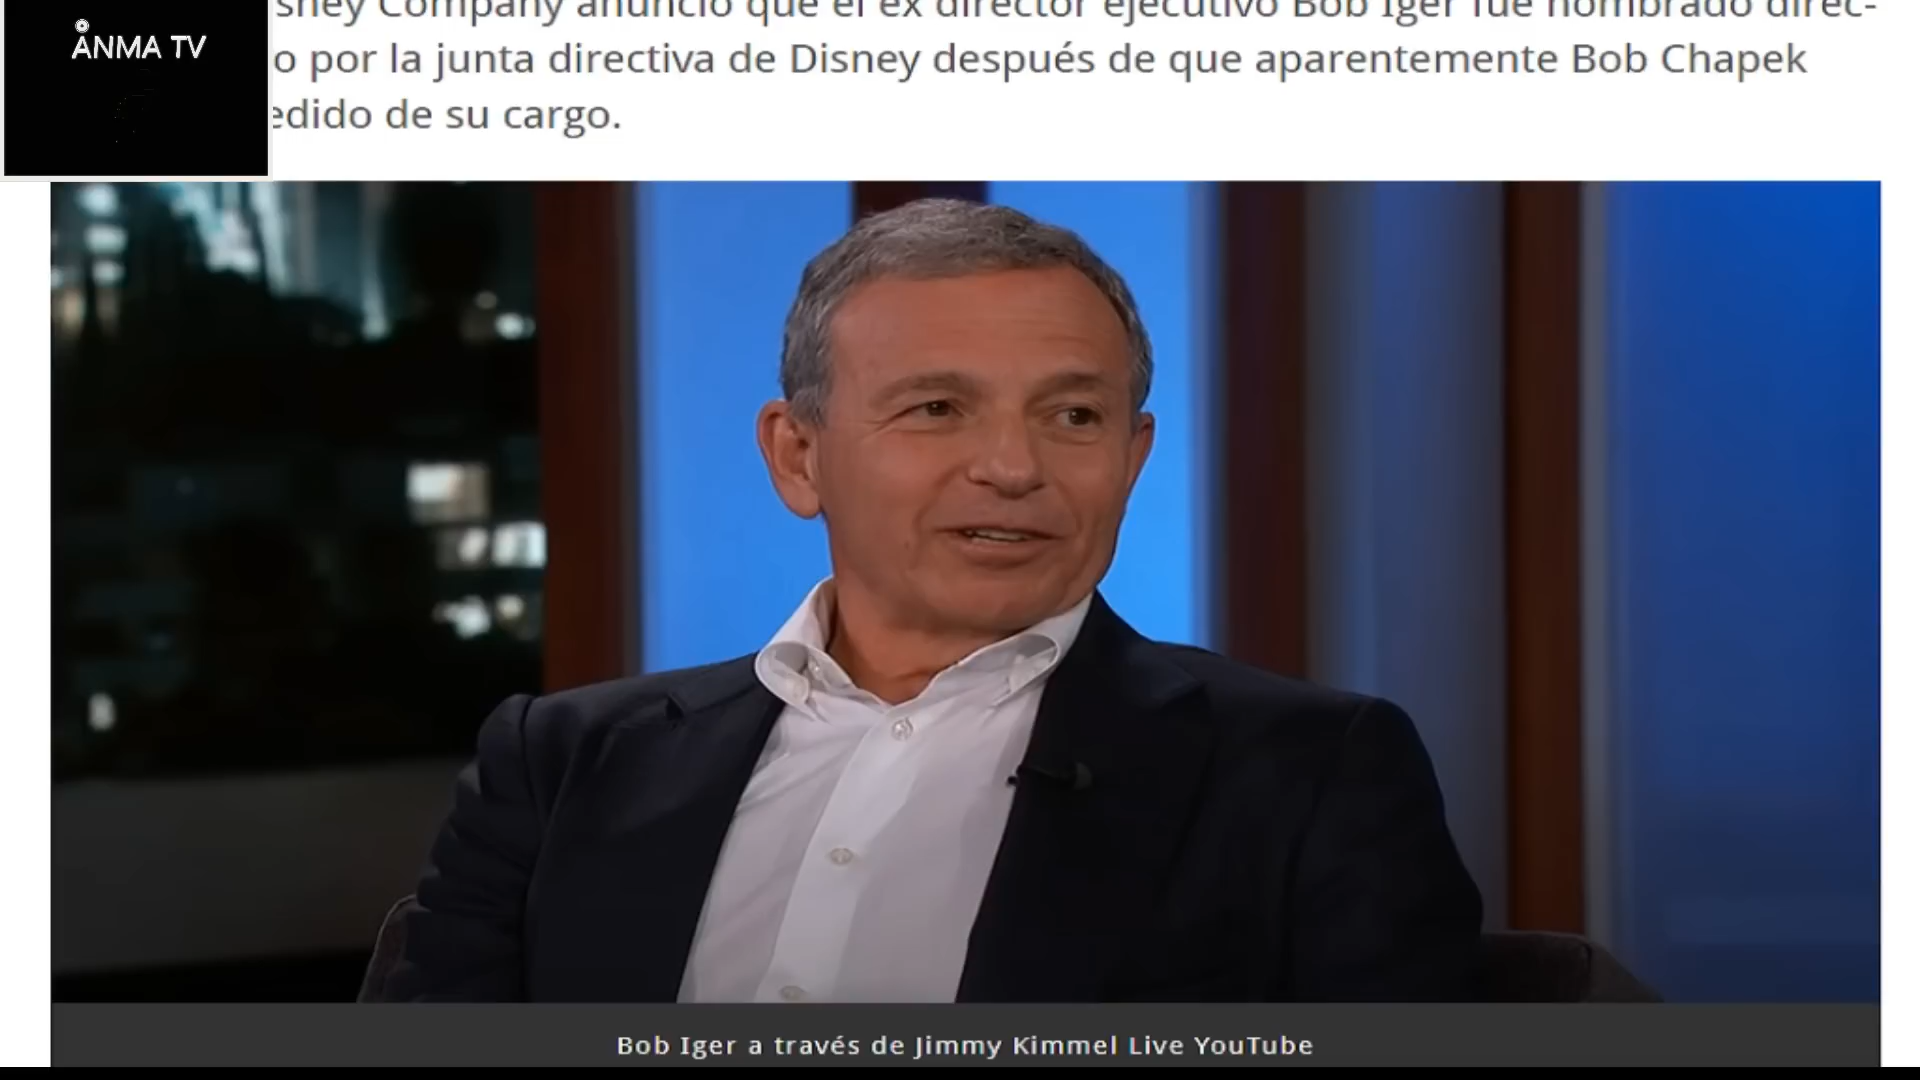 ÅNMA TV
sney Company anunció que el ex director ejecutivo Bob Iger fue nombrado direc-
o por la junta directiva de Disney después de que aparentemente Bob Chapek
edido de su cargo.
Bob Iger a través de Jimmy Kimmel Live YouTube